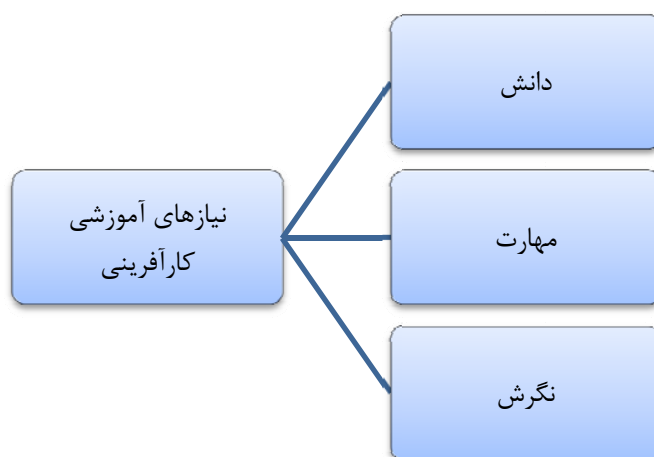 دانش
نیازهای آموزشی
کارآفرینی
مهارت
نگرش